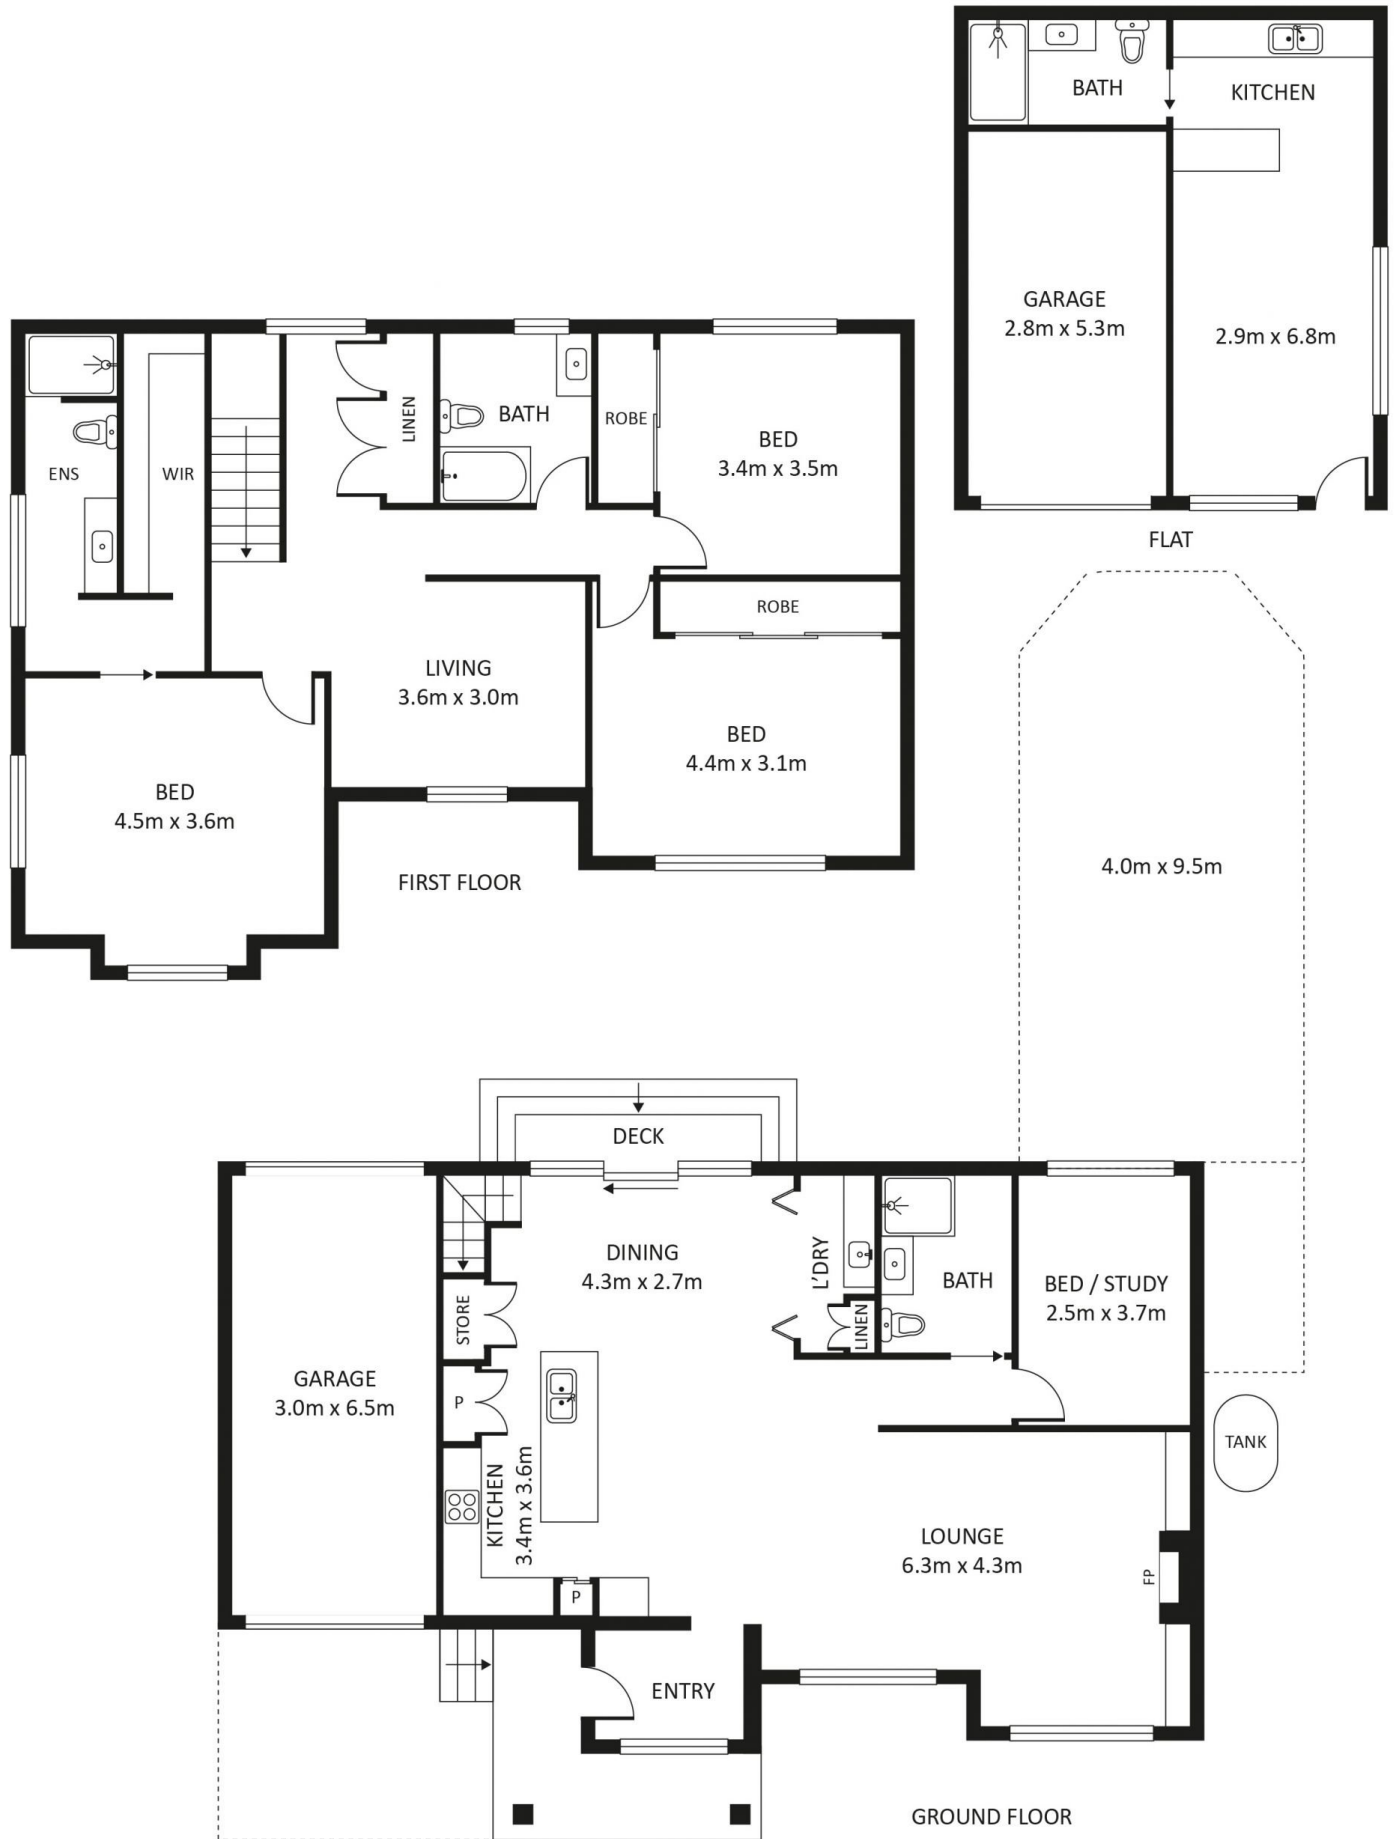 BATH
KITCHEN
GARAGE
2.8m x 5.3m
2.9m x 6.8m
FLAT
ENS
WIR
LINEN
BATH
ROBE
BED
3.4m x 3.5m
ROBE
LIVING
3.6m x 3.0m
BED
4.4m x 3.1m
BED
4.5m x 3.6m
FIRST FLOOR
4.0m x 9.5m
DECK
DINING
4.3m x 2.7m
L'DRY
LINEN
BATH
BED / STUDY
2.5m x 3.7m
STORE
P
GARAGE
3.0m x 6.5m
KITCHEN
3.4m x 3.6m
P
LOUNGE
6.3m x 4.3m
FP
TANK
ENTRY
GROUND FLOOR